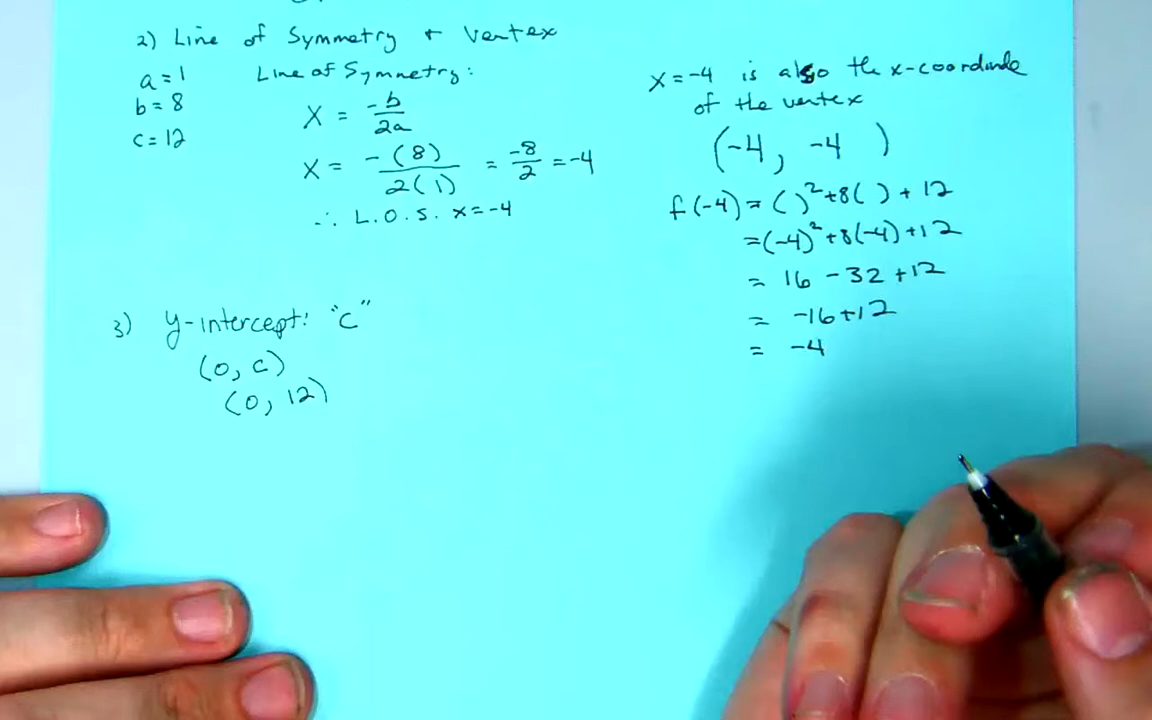 2) Line of Symmetry + Vertex
a = 1
b = 8
c = 12
Line of Symmetry:
X = -b/2a
X = -(8)/2(1) = -8/2 = -4
∴ L.O.S. x = -4
x = -4 is also the x-coordinate
of the vertex
(-4, -4 )
f(-4) = ( )²+8( ) + 12
= (-4)²+8(-4)+12
= 16 - 32 + 12
= -16+12
= -4
3) y-intercept: "c"
(0, c)
(0, 12)